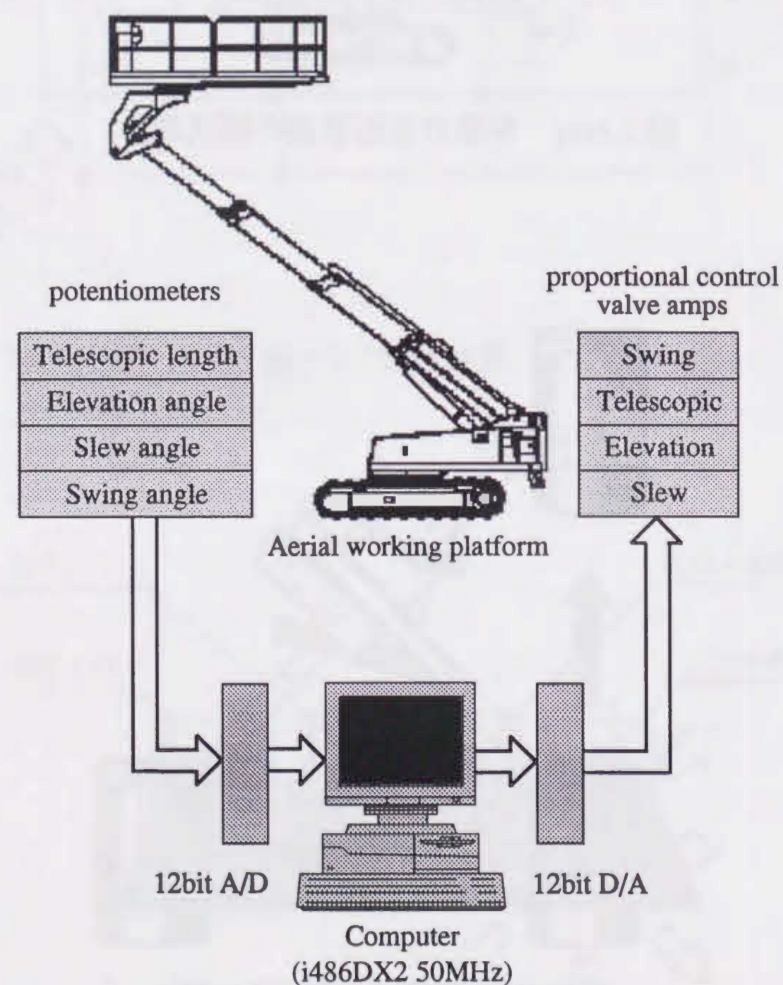 potentiometers
Telescopic length
Elevation angle
Slew angle
Swing angle
proportional control
valve amps
Swing
Telescopic
Elevation
Slew
Aerial working platform
12bit A/D
12bit D/A
Computer
(i486DX2 50MHz)